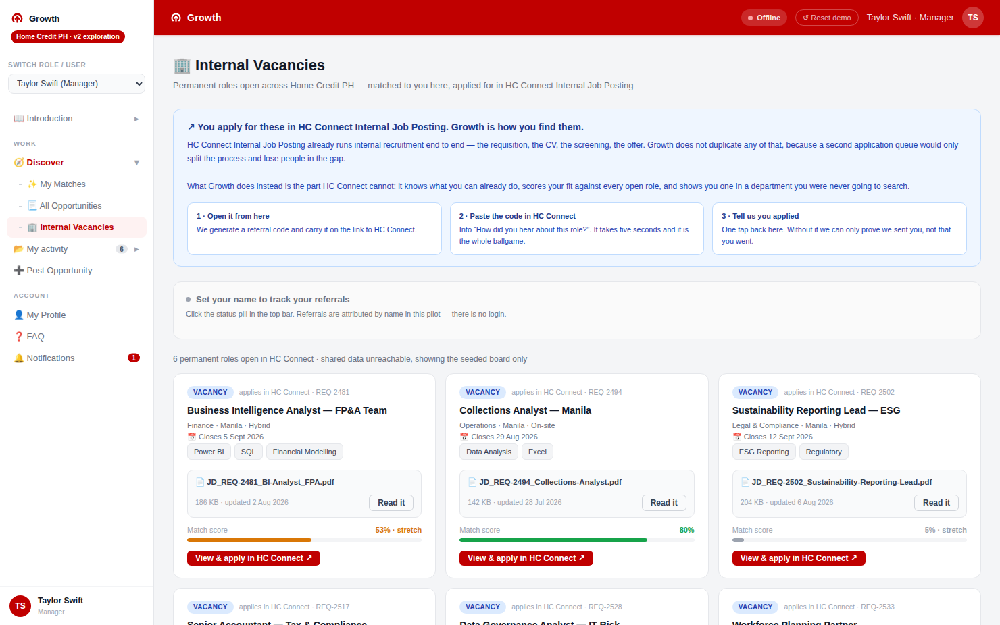 Growth
Home Credit PH · v2 exploration
SWITCH ROLE / USER
Taylor Swift (Manager)
Introduction
WORK
Discover
My Matches
All Opportunities
Internal Vacancies
My activity 6
Post Opportunity
ACCOUNT
My Profile
FAQ
Notifications 1
TS
Taylor Swift
Manager
Growth
Offline
↺ Reset demo
Taylor Swift · Manager
TS
Internal Vacancies
Permanent roles open across Home Credit PH — matched to you here, applied for in HC Connect Internal Job Posting
↗ You apply for these in HC Connect Internal Job Posting. Growth is how you find them.
HC Connect Internal Job Posting already runs internal recruitment end to end — the requisition, the CV, the screening, the offer. Growth does not duplicate any of that, because a second application queue would only
split the process and lose people in the gap.
What Growth does instead is the part HC Connect cannot: it knows what you can already do, scores your fit against every open role, and shows you one in a department you were never going to search.
1 · Open it from here
We generate a referral code and carry it on the link to HC Connect.
2 · Paste the code in HC Connect
Into “How did you hear about this role?”. It takes five seconds and it is
the whole ballgame.
3 · Tell us you applied
One tap back here. Without it we can only prove we sent you, not that
you went.
Set your name to track your referrals
Click the status pill in the top bar. Referrals are attributed by name in this pilot — there is no login.
6 permanent roles open in HC Connect · shared data unreachable, showing the seeded board only
VACANCY applies in HC Connect · REQ-2481
Business Intelligence Analyst — FP&A Team
Finance · Manila · Hybrid
Closes 5 Sept 2026
Power BI SQL Financial Modelling
JD_REQ-2481_BI-Analyst_FPA.pdf
186 KB · updated 2 Aug 2026 Read it
Match score 53% · stretch
View & apply in HC Connect ↗
VACANCY applies in HC Connect · REQ-2494
Collections Analyst — Manila
Operations · Manila · On-site
Closes 29 Aug 2026
Data Analysis Excel
JD_REQ-2494_Collections-Analyst.pdf
142 KB · updated 28 Jul 2026 Read it
Match score 80%
View & apply in HC Connect ↗
VACANCY applies in HC Connect · REQ-2502
Sustainability Reporting Lead — ESG
Legal & Compliance · Manila · Hybrid
Closes 12 Sept 2026
ESG Reporting Regulatory
JD_REQ-2502_Sustainability-Reporting-Lead.pdf
204 KB · updated 6 Aug 2026 Read it
Match score 5% · stretch
View & apply in HC Connect ↗
VACANCY applies in HC Connect · REQ-2517
Senior Accountant — Tax & Compliance
VACANCY applies in HC Connect · REQ-2528
Data Governance Analyst — IT Risk
VACANCY applies in HC Connect · REQ-2533
Workforce Planning Partner